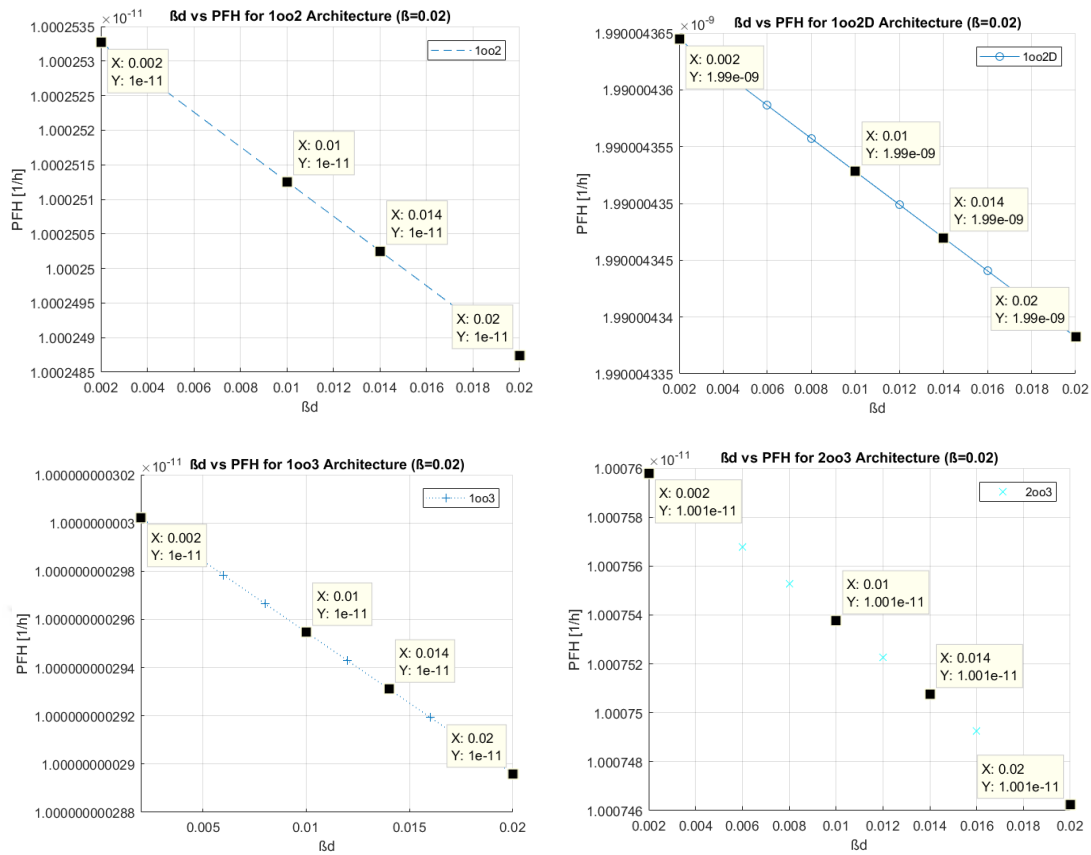 ßd vs PFH for 1oo2 Architecture (ß=0.02)
×10^-11
1.0002535
1.000253
1.0002525
1.000252
1.0002515
1.000251
1.0002505
1.00025
1.0002495
1.000249
1.0002485
PFH [1/h]
1oo2
X: 0.002
Y: 1e-11
X: 0.01
Y: 1e-11
X: 0.014
Y: 1e-11
X: 0.02
Y: 1e-11
0.002 0.004 0.006 0.008 0.01 0.012 0.014 0.016 0.018 0.02
ßd
ßd vs PFH for 1oo2D Architecture (ß=0.02)
×10^-9
1.990004365
1.99000436
1.990004355
1.99000435
1.990004345
1.99000434
1.990004335
PFH [1/h]
1oo2D
X: 0.002
Y: 1.99e-09
X: 0.01
Y: 1.99e-09
X: 0.014
Y: 1.99e-09
X: 0.02
Y: 1.99e-09
0.002 0.004 0.006 0.008 0.01 0.012 0.014 0.016 0.018 0.02
ßd
ßd vs PFH for 1oo3 Architecture (ß=0.02)
×10^-11
1.000000000302
1.0000000003
1.000000000298
1.000000000296
1.000000000294
1.000000000292
1.00000000029
1.000000000288
PFH [1/h]
1oo3
X: 0.002
Y: 1e-11
X: 0.01
Y: 1e-11
X: 0.014
Y: 1e-11
X: 0.02
Y: 1e-11
0.005 0.01 0.015 0.02
ßd
ßd vs PFH for 2oo3 Architecture (ß=0.02)
×10^-11
1.00076
1.000758
1.000756
1.000754
1.000752
1.00075
1.000748
1.000746
PFH [1/h]
2oo3
X: 0.002
Y: 1.001e-11
X: 0.01
Y: 1.001e-11
X: 0.014
Y: 1.001e-11
X: 0.02
Y: 1.001e-11
0.002 0.004 0.006 0.008 0.01 0.012 0.014 0.016 0.018 0.02
ßd